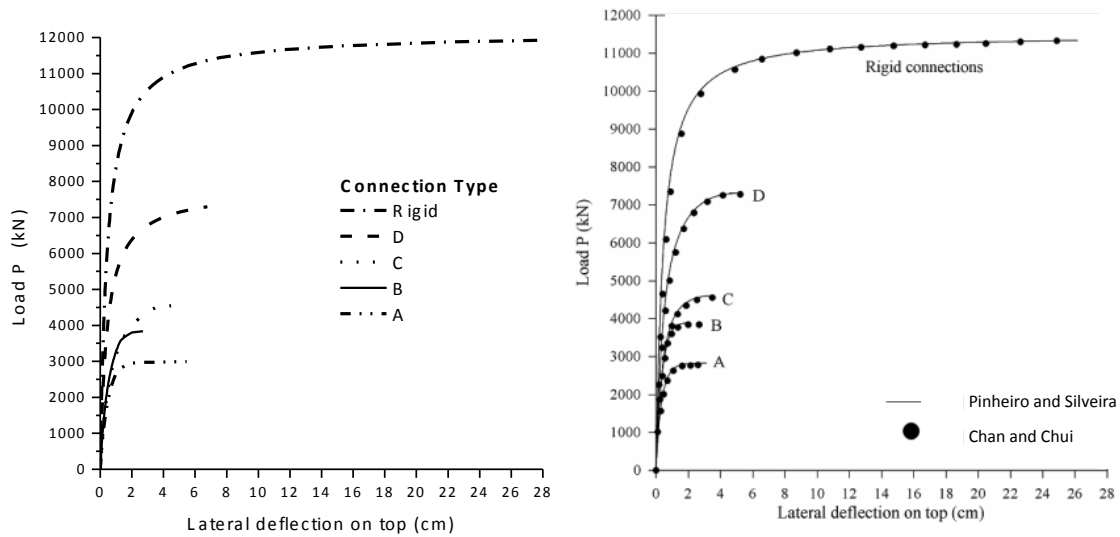 12000
11000
10000
9000
8000
7000
6000
5000
4000
3000
2000
1000
0
Load P (kN)
0 2 4 6 8 10 12 14 16 18 20 22 24 26 28
Lateral deflection on top (cm)
Connection Type
Rigid
D
C
B
A
12000
11000
10000
9000
8000
7000
6000
5000
4000
3000
2000
1000
0
Load P (kN)
Rigid connections
D
C
B
A
Pinheiro and Silveira
Chan and Chui
0 2 4 6 8 10 12 14 16 18 20 22 24 26 28
Lateral deflection on top (cm)